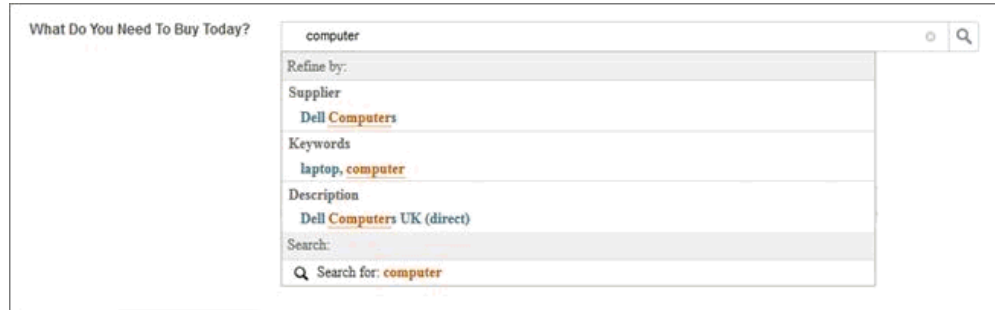 What Do You Need To Buy Today?
computer
Refine by:
Supplier
Dell Computers
Keywords
laptop, computer
Description
Dell Computers UK (direct)
Search:
Search for: computer